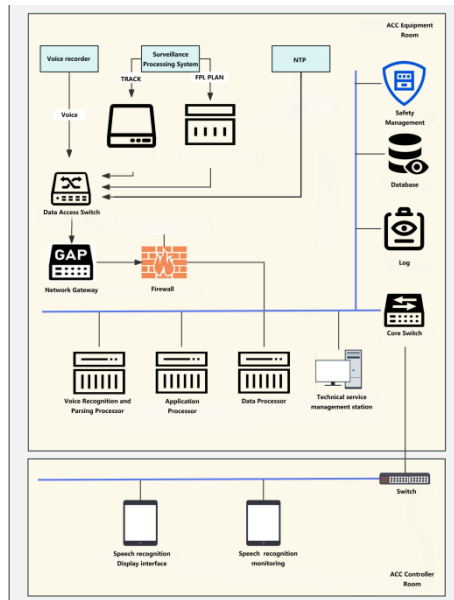 ACC Equipment
Room
Voice recorder
Surveillance
Processing System
NTP
TRACK
FPL PLAN
Safety
Management
Voice
Database
Data Access Switch
GAP
Network Gateway
Firewall
Log
Core Switch
Voice Recognition and
Parsing Processor
Application
Processor
Data Processor
Technical service
management station
Switch
Speech recognition
Display interface
Speech recognition
monitoring
ACC Controller
Room